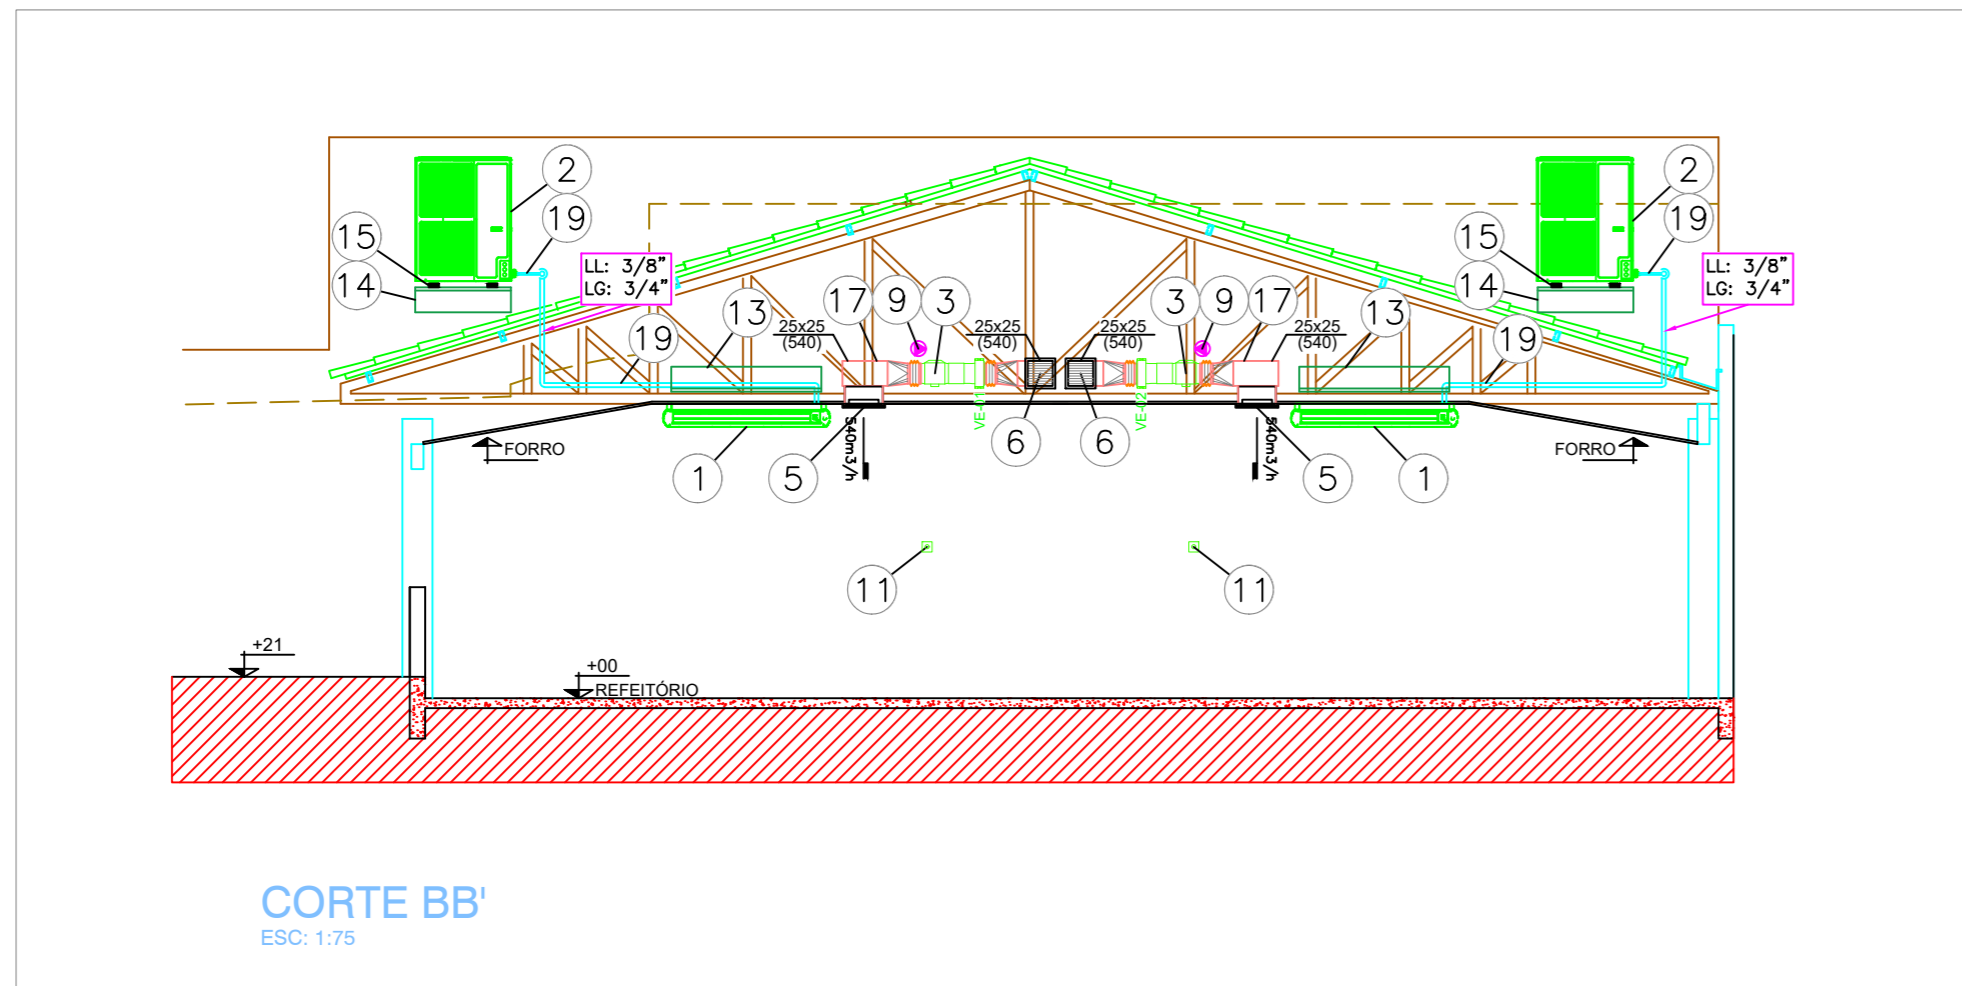 2
2
19
19
15
15
LL: 3/8"
LG: 3/4"
LL: 3/8"
LG: 3/4"
14
14
17
9
3
3
9
17
13
13
25x25
(540)
25x25
(540)
25x25
(540)
25x25
(540)
19
19
VE-01
VE-02
540m3/h
540m3/h
6
6
FORRO
FORRO
1
5
5
1
11
11
+21
+00
REFEITÓRIO
CORTE BB'
ESC: 1:75